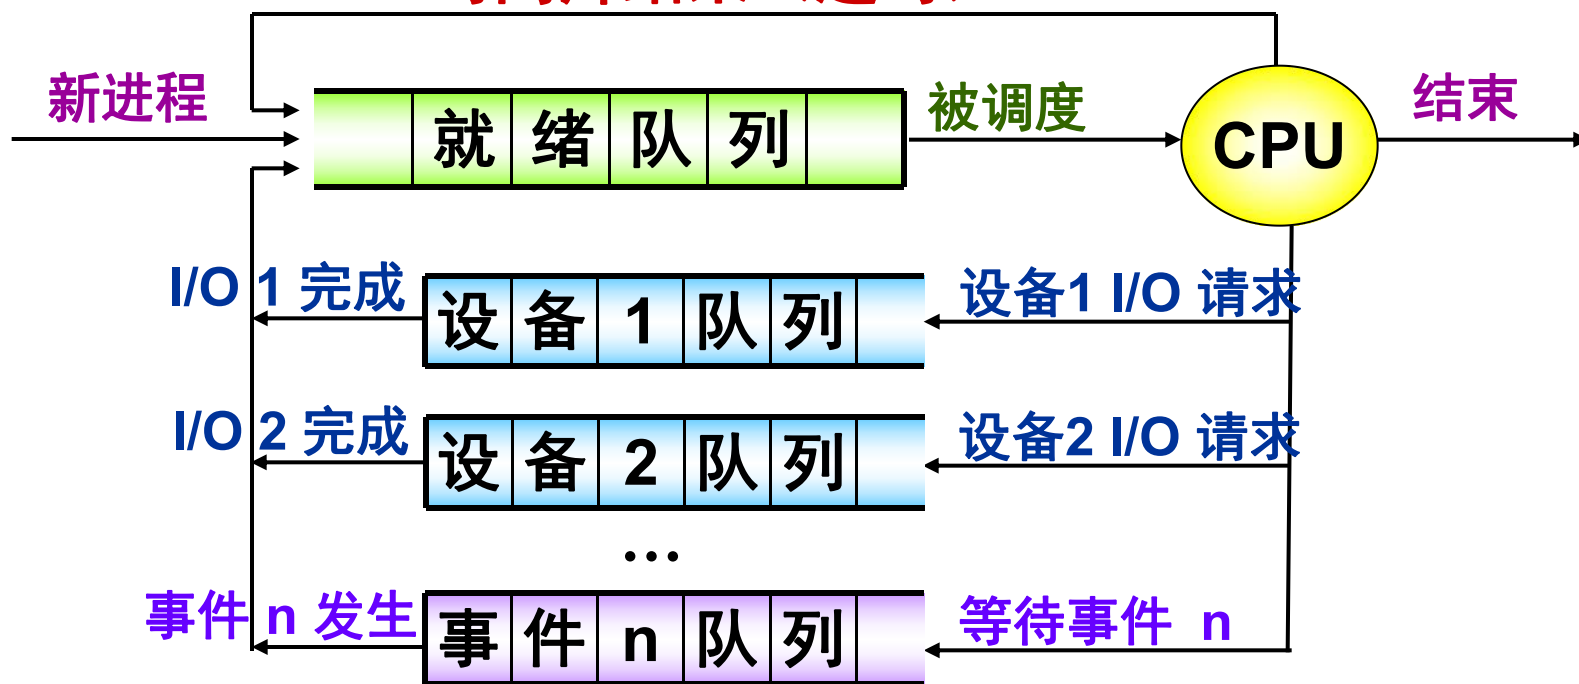 新进程
就绪队列
被调度
CPU
结束
I/O 1 完成
设备1队列
设备1 I/O 请求
I/O 2 完成
设备2队列
设备2 I/O 请求
...
事件 n 发生
事件n队列
等待事件 n